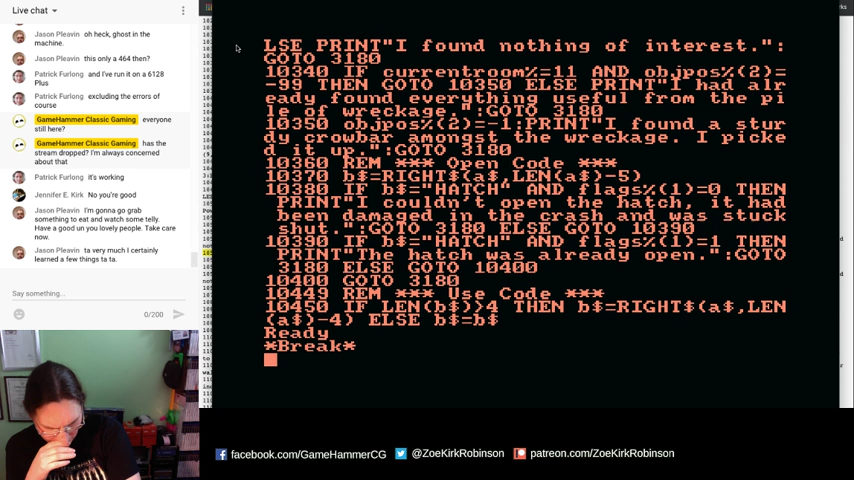 Live chat
Jason Pleavin oh heck, ghost in the
machine.
Jason Pleavin this only a 464 then?
Patrick Furlong and I've run it on a 6128
Plus
Patrick Furlong excluding the errors of
course
GameHammer Classic Gaming everyone
still here?
GameHammer Classic Gaming has the
stream dropped? I'm always concerned
about that
Patrick Furlong it's working
Jennifer E. Kirk No you're good
Jason Pleavin I'm gonna go grab
something to eat and watch some telly.
Have a good un you lovely people. Take care
now.
Jason Pleavin ta very much I certainly
learned a few things ta ta.
Say something...
0/200
LSE PRINT"I found nothing of interest.":
GOTO 3180
10340 IF currentroom%=11 AND objpos%(2)=
-99 THEN GOTO 10350 ELSE PRINT"I had alr
eady found everything useful from the pi
le of wreckage.":GOTO 3180
10350 objpos%(2)=-1:PRINT"I found a stur
dy crowbar amongst the wreckage. I picke
d it up.":GOTO 3180
10360 REM *** Open Code ***
10370 b$=RIGHT$(a$,LEN(a$)-5)
10380 IF b$="HATCH" AND flags%(1)=0 THEN
PRINT"I couldn't open the hatch, it had
been damaged in the crash and was stuck
shut.":GOTO 3180 ELSE GOTO 10390
10390 IF b$="HATCH" AND flags%(1)=1 THEN
PRINT"The hatch was already open.":GOTO
3180 ELSE GOTO 10400
10400 GOTO 3180
10449 REM *** Use Code ***
10450 IF LEN(b$)>4 THEN b$=RIGHT$(a$,LEN
(a$)-4) ELSE b$=b$
Ready
*Break*
facebook.com/GameHammerCG
@ZoeKirkRobinson
patreon.com/ZoeKirkRobinson